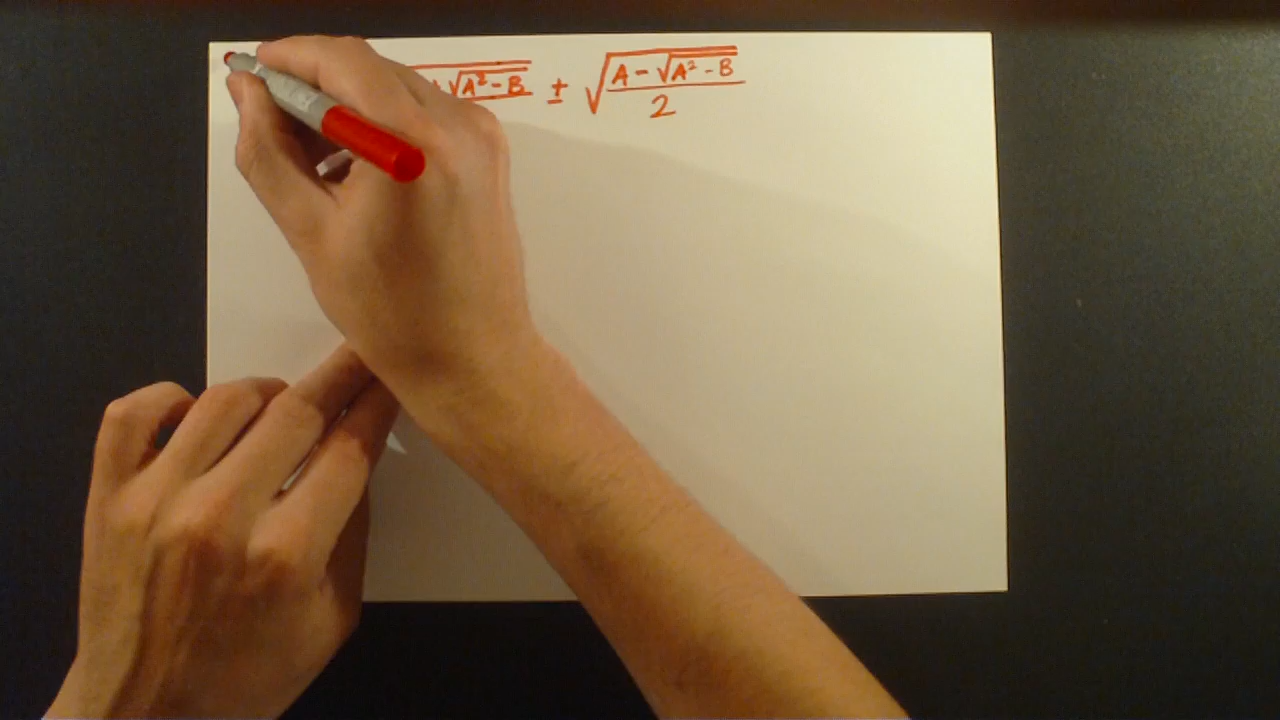 + √(A² - B) ± √((A - √(A² - B))/2)